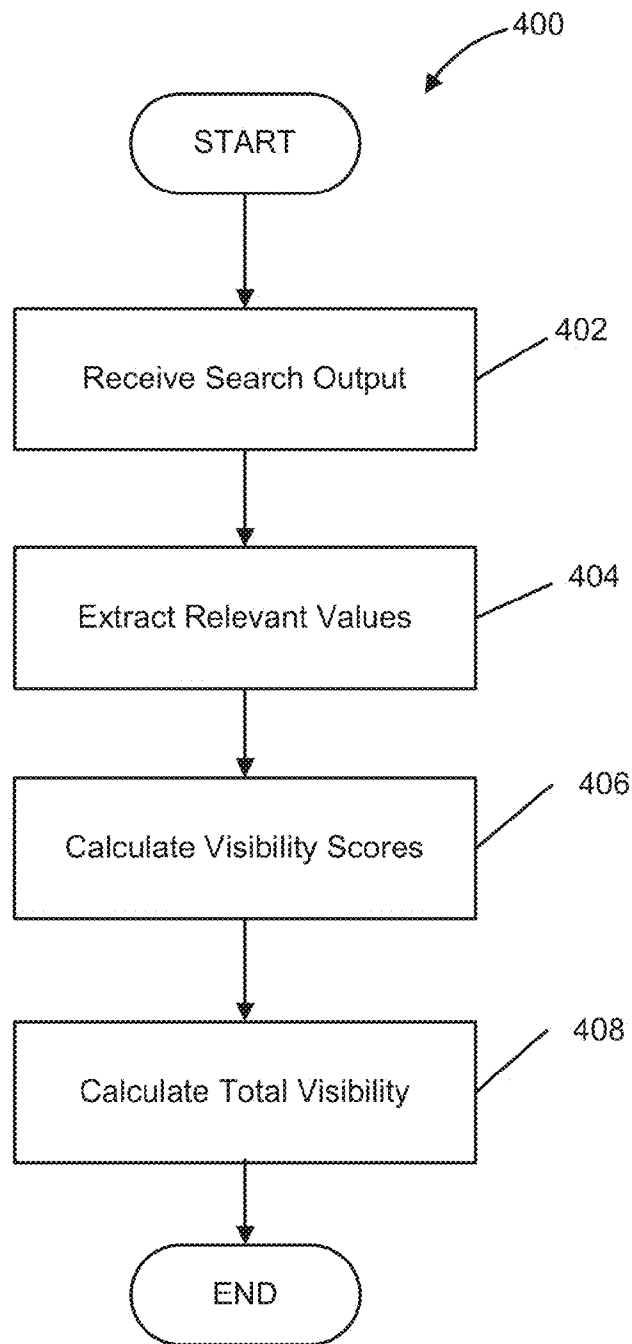 400
START
Receive Search Output
402
Extract Relevant Values
404
Calculate Visibility Scores
406
Calculate Total Visibility
408
END